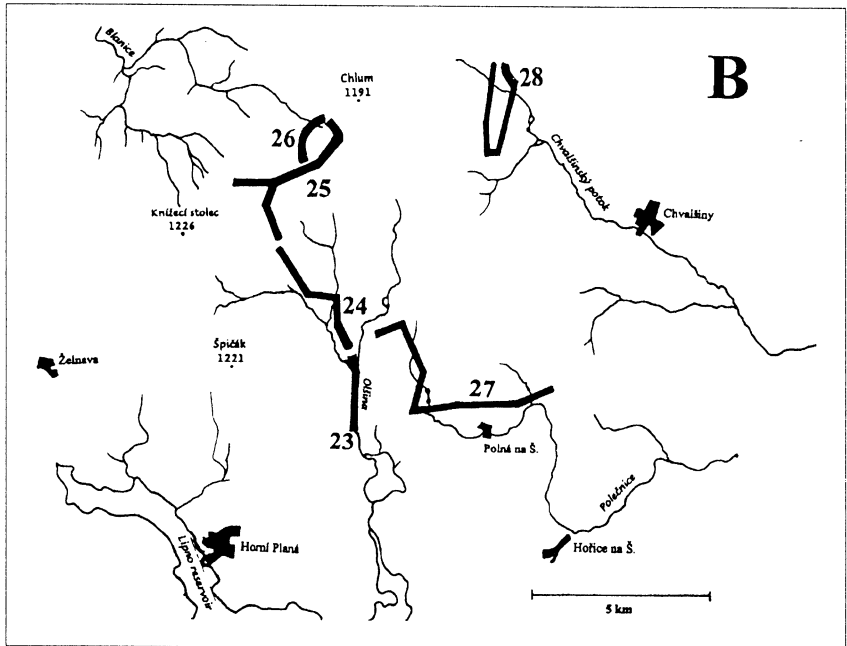 Blanice
Chlum
1191
28
B
26
Chvalšinský potok
25
Knížecí stolec
1226
Chvalšiny
24
Špičák
1221
Želnava
Olšina
27
23
Polná na Š.
Polečnice
Lipno reservoir
Horní Planá
Hořice na Š.
5 km